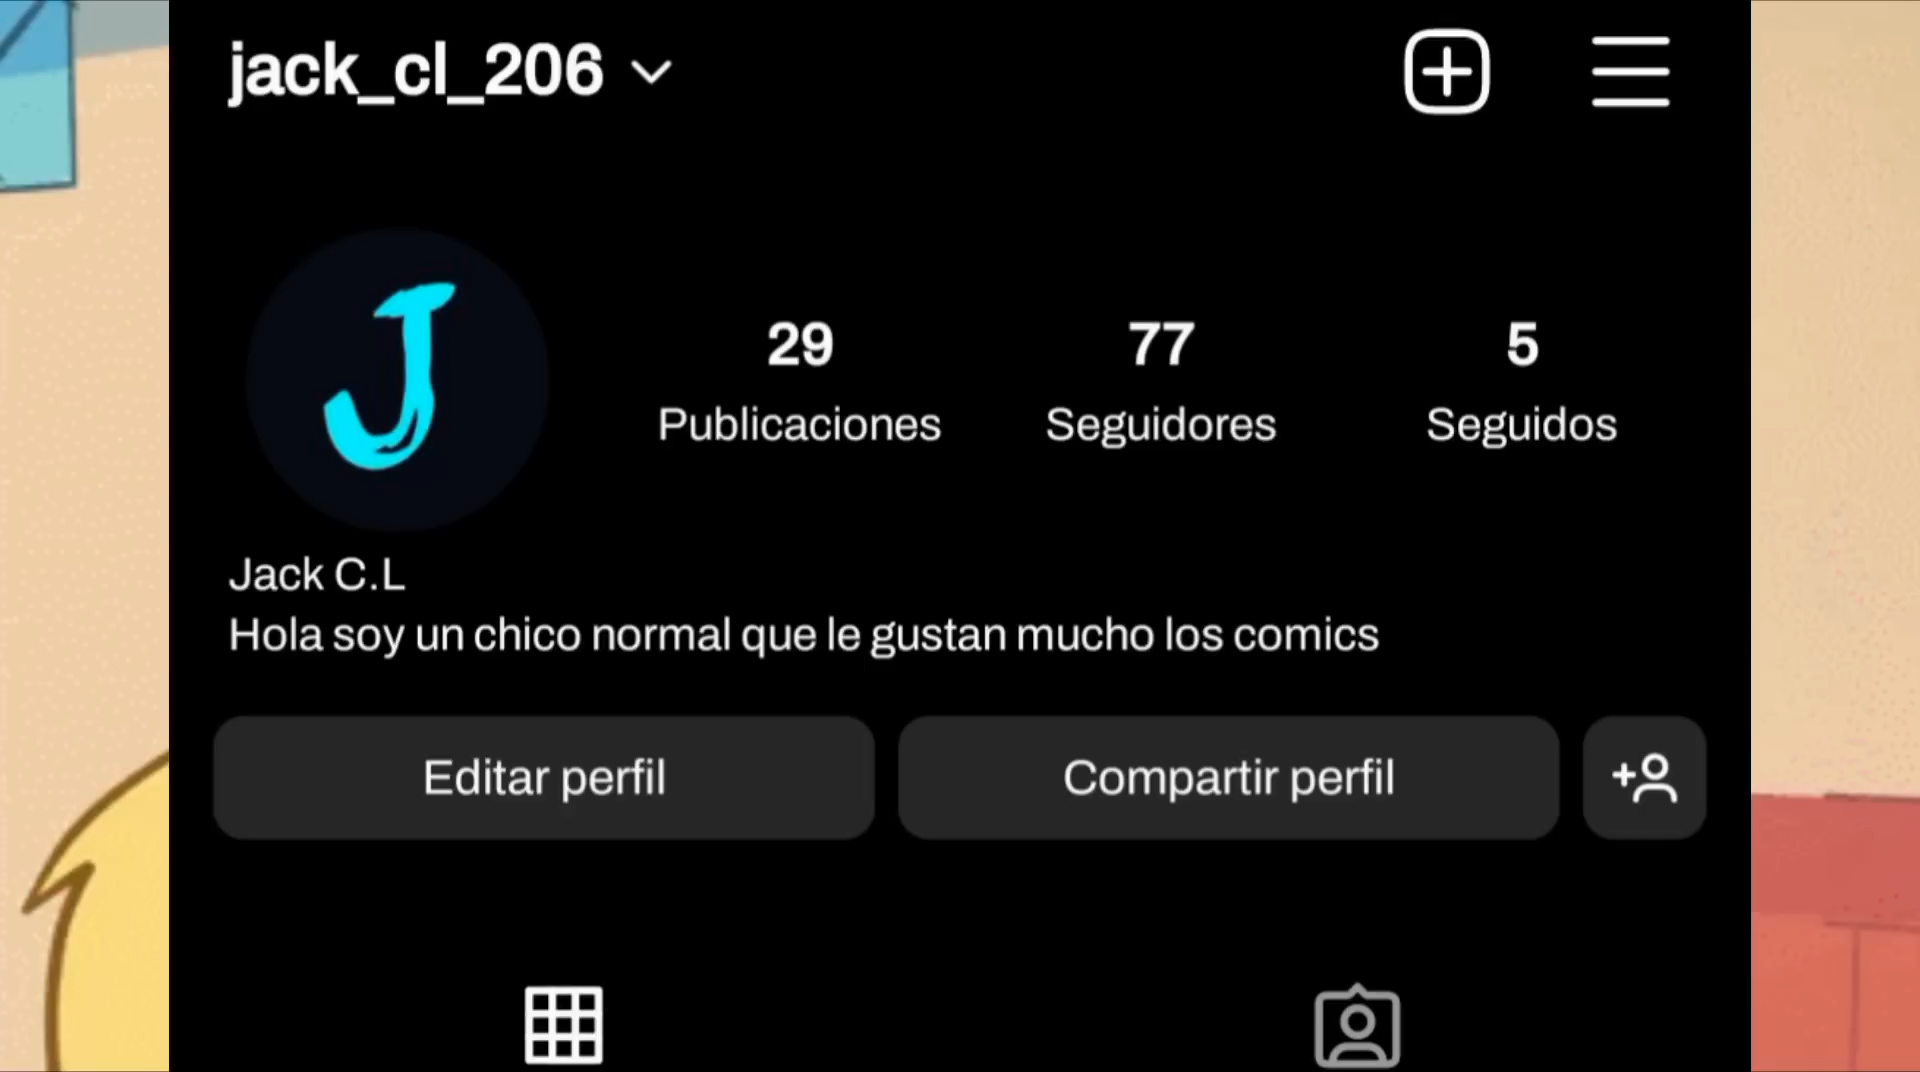 jack_cl_206
J
29 77 5
Publicaciones Seguidores Seguidos
Jack C.L
Hola soy un chico normal que le gustan mucho los comics
Editar perfil Compartir perfil